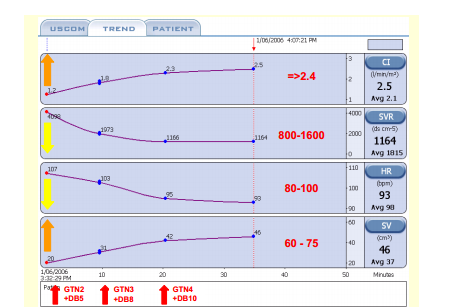 USCOM TREND PATIENT
1/06/2006 4:07:21 PM
1.2 1.8 2.3 2.5 =>2.4 3 2 1
CI
(l/min/m²)
2.5
Avg 2.1
4098 1973 1166 1164 800-1600 4000 2000 0
SVR
(ds cm-5)
1164
Avg 1815
107 103 95 93 80-100 110 100 90
HR
(bpm)
93
Avg 98
20 31 42 46 60 - 75 60 40 20
SV
(cm³)
46
Avg 37
1/06/2006
3:32:29 PM 10 20 30 40 50 Minutes
GTN2 GTN3 GTN4
+DB5 +DB8 +DB10